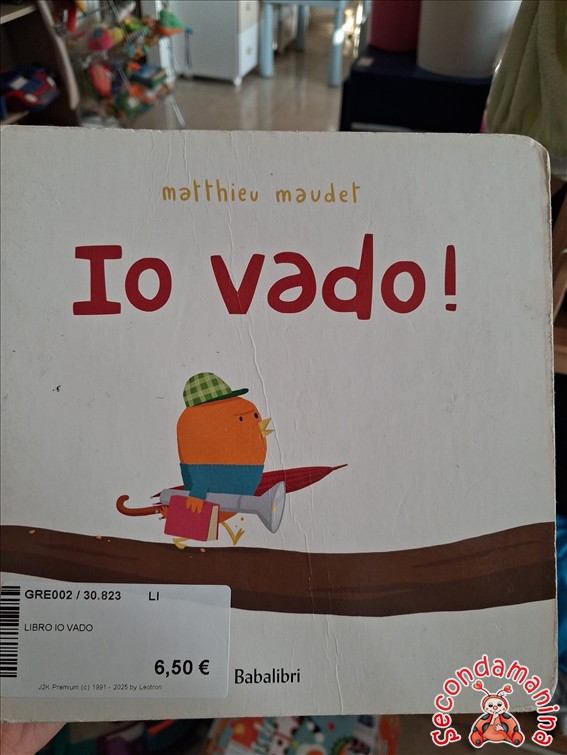 matthieu maudet
Io vado!
GRE002 / 30.823 LI
LIBRO IO VADO
6,50 €
J2K Premium (c) 1991 - 2025 by Leotron
Babalibri
secondamanina